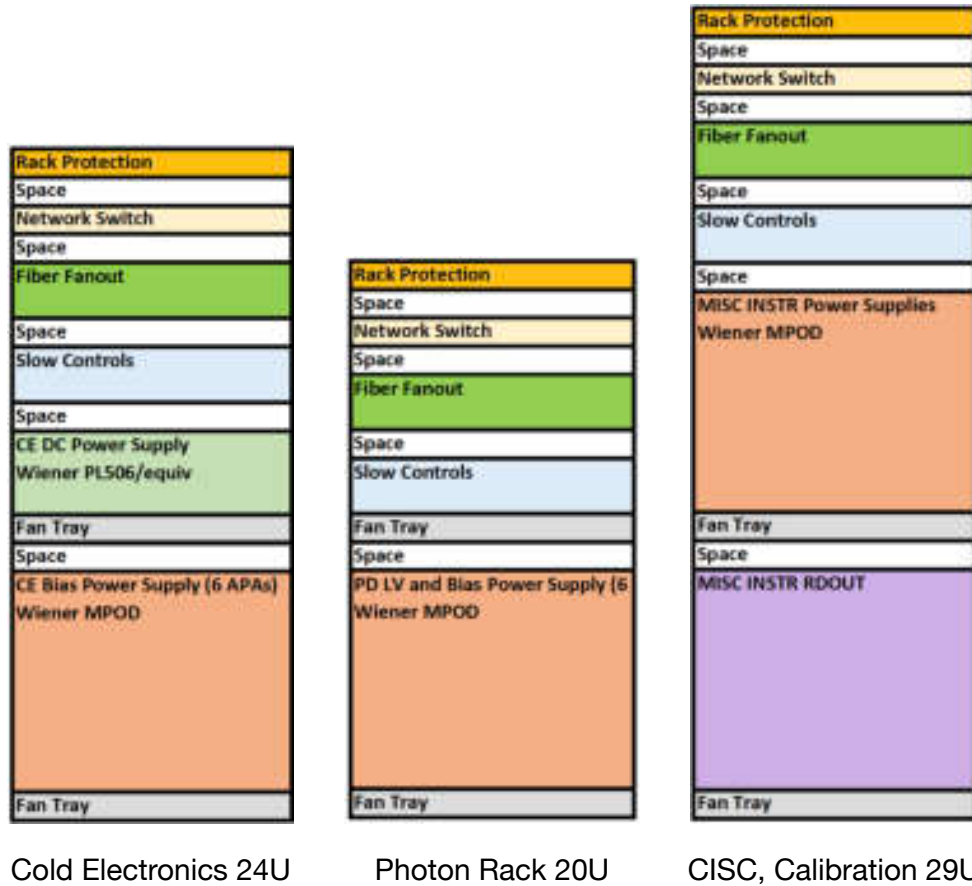 Rack Protection
Space
Network Switch
Space
Fiber Fanout
Space
Slow Controls
Space
CE DC Power Supply
Wiener PL506/equiv
Fan Tray
Space
CE Bias Power Supply (6 APAs)
Wiener MPOD
Fan Tray
Cold Electronics 24U
Rack Protection
Space
Network Switch
Space
Fiber Fanout
Space
Slow Controls
Fan Tray
Space
PD LV and Bias Power Supply (6
Wiener MPOD
Fan Tray
Photon Rack 20U
Rack Protection
Space
Network Switch
Space
Fiber Fanout
Space
Slow Controls
Space
MISC INSTR Power Supplies
Wiener MPOD
Fan Tray
Space
MISC INSTR RDOUT
Fan Tray
CISC, Calibration 29U